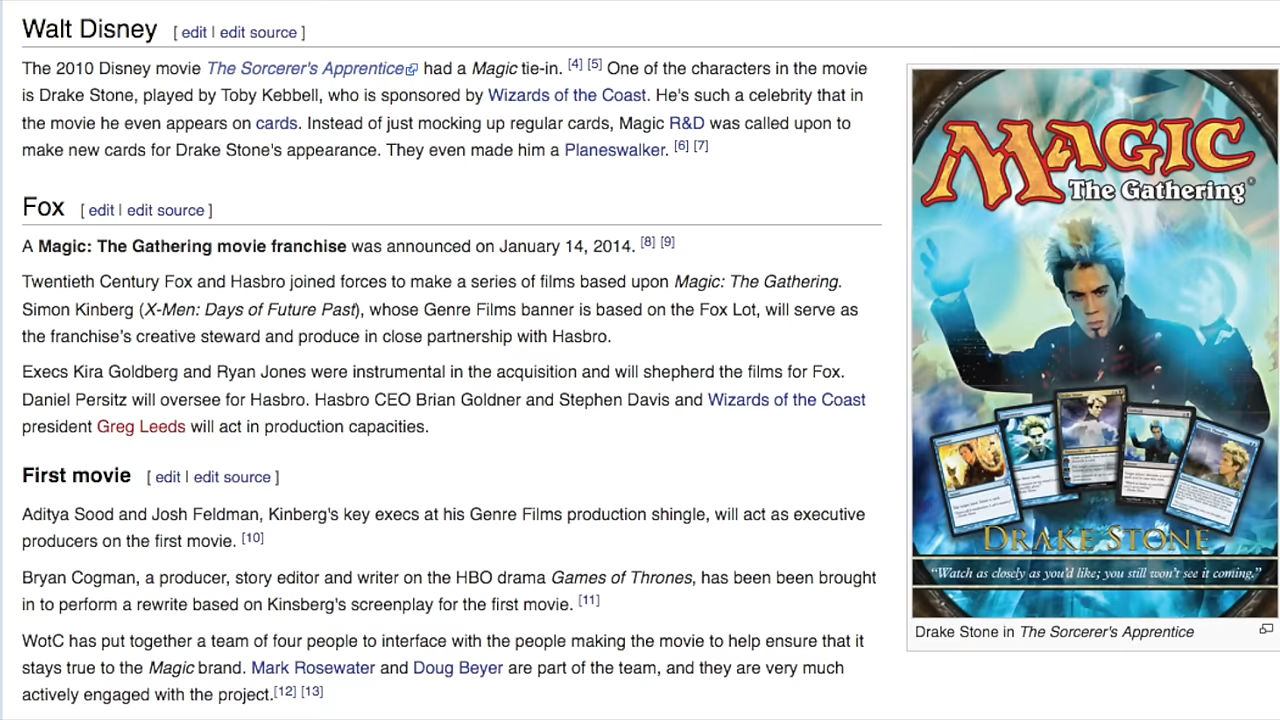 Walt Disney [ edit | edit source ]
The 2010 Disney movie The Sorcerer's Apprentice had a Magic tie-in. [4] [5] One of the characters in the movie
is Drake Stone, played by Toby Kebbell, who is sponsored by Wizards of the Coast. He's such a celebrity that in
the movie he even appears on cards. Instead of just mocking up regular cards, Magic R&D was called upon to
make new cards for Drake Stone's appearance. They even made him a Planeswalker. [6] [7]
Fox [ edit | edit source ]
A Magic: The Gathering movie franchise was announced on January 14, 2014. [8] [9]
Twentieth Century Fox and Hasbro joined forces to make a series of films based upon Magic: The Gathering.
Simon Kinberg (X-Men: Days of Future Past), whose Genre Films banner is based on the Fox Lot, will serve as
the franchise's creative steward and produce in close partnership with Hasbro.
Execs Kira Goldberg and Ryan Jones were instrumental in the acquisition and will shepherd the films for Fox.
Daniel Persitz will oversee for Hasbro. Hasbro CEO Brian Goldner and Stephen Davis and Wizards of the Coast
president Greg Leeds will act in production capacities.
First movie [ edit | edit source ]
Aditya Sood and Josh Feldman, Kinberg's key execs at his Genre Films production shingle, will act as executive
producers on the first movie. [10]
Bryan Cogman, a producer, story editor and writer on the HBO drama Games of Thrones, has been been brought
in to perform a rewrite based on Kinsberg's screenplay for the first movie. [11]
WotC has put together a team of four people to interface with the people making the movie to help ensure that it
stays true to the Magic brand. Mark Rosewater and Doug Beyer are part of the team, and they are very much
actively engaged with the project.[12] [13]
MAGIC
The Gathering®
DRAKE STONE
"Watch as closely as you'd like; you still won't see it coming."
Drake Stone in The Sorcerer's Apprentice